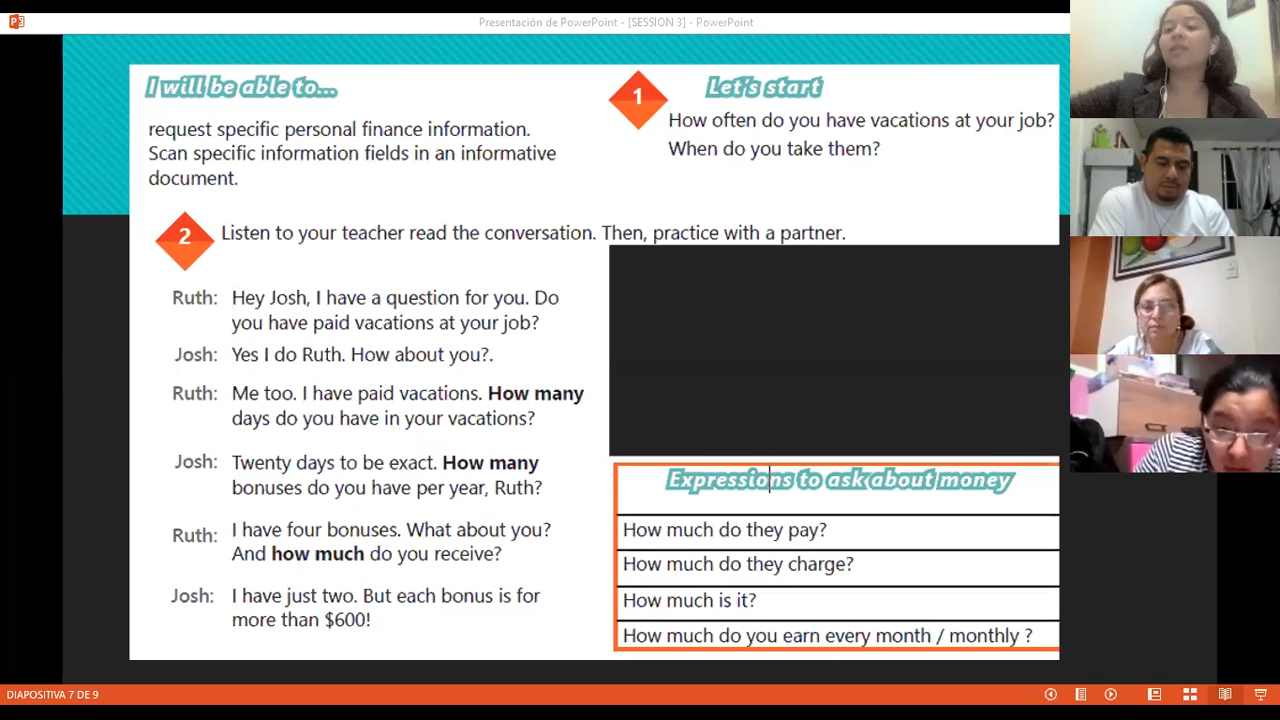 Presentación de PowerPoint - [SESSION 3] - PowerPoint
I will be able to...
request specific personal finance information.
Scan specific information fields in an informative
document.
1
Let's start
How often do you have vacations at your job?
When do you take them?
2
Listen to your teacher read the conversation. Then, practice with a partner.
Ruth: Hey Josh, I have a question for you. Do
you have paid vacations at your job?
Josh: Yes I do Ruth. How about you?.
Ruth: Me too. I have paid vacations. How many
days do you have in your vacations?
Josh: Twenty days to be exact. How many
bonuses do you have per year, Ruth?
Ruth: I have four bonuses. What about you?
And how much do you receive?
Josh: I have just two. But each bonus is for
more than $600!
Expressions to ask about money
How much do they pay?
How much do they charge?
How much is it?
How much do you earn every month / monthly ?
DIAPOSITIVA 7 DE 9